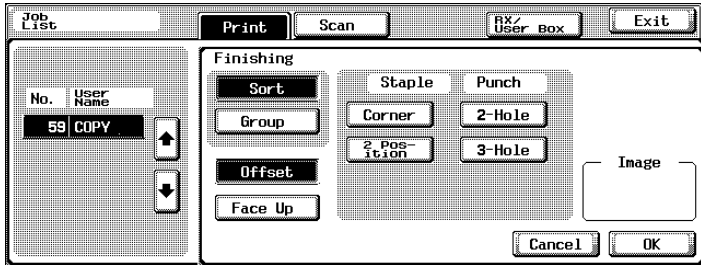 Job
List
Print
Scan
RX/
User Box
Exit
No.
User
Name
59 COPY
Finishing
Sort
Group
Offset
Face Up
Staple
Corner
2 Pos-
ition
Punch
2-Hole
3-Hole
Image
Cancel
OK